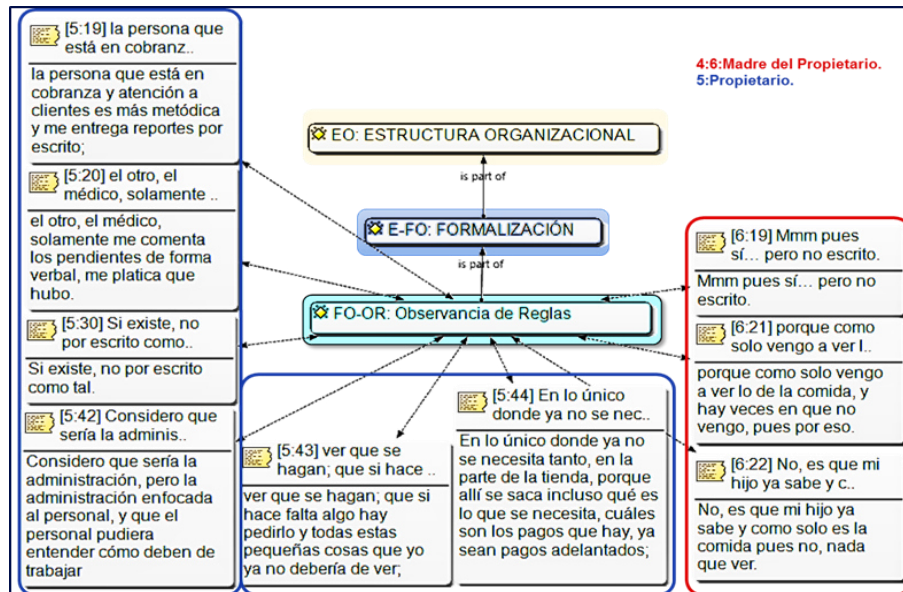 [5:19] la persona que
está en cobranz..
la persona que está en
cobranza y atención a
clientes es más metódica
y me entrega reportes por
escrito;
[5:20] el otro, el
médico, solamente ..
el otro, el médico,
solamente me comenta
los pendientes de forma
verbal, me platica que
hubo.
[5:30] Si existe, no
por escrito como..
Si existe, no por escrito
como tal.
[5:42] Considero que
sería la adminis..
Considero que sería la
administración, pero la
administración enfocada
al personal, y que el
personal pudiera
entender cómo deben de
trabajar
4:6:Madre del Propietario.
5:Propietario.
EO: ESTRUCTURA ORGANIZACIONAL
is part of
E-FO: FORMALIZACIÓN
is part of
FO-OR: Observancia de Reglas
[5:43] ver que se
hagan; que si hace ..
ver que se hagan; que si
hace falta algo hay
pedirlo y todas estas
pequeñas cosas que yo
ya no debería de ver;
[5:44] En lo único
donde ya no se nec..
En lo único donde ya no
se necesita tanto, en la
parte de la tienda, porque
allí se saca incluso qué es
lo que se necesita, cuáles
son los pagos que hay, ya
sean pagos adelantados;
[6:19] Mmm pues
sí... pero no escrito.
Mmm pues sí... pero no
escrito.
[6:21] porque como
solo vengo a ver l..
porque como solo vengo
a ver lo de la comida, y
hay veces en que no
vengo, pues por eso.
[6:22] No, es que mi
hijo ya sabe y c..
No, es que mi hijo ya
sabe y como solo es la
comida pues no, nada
que ver.